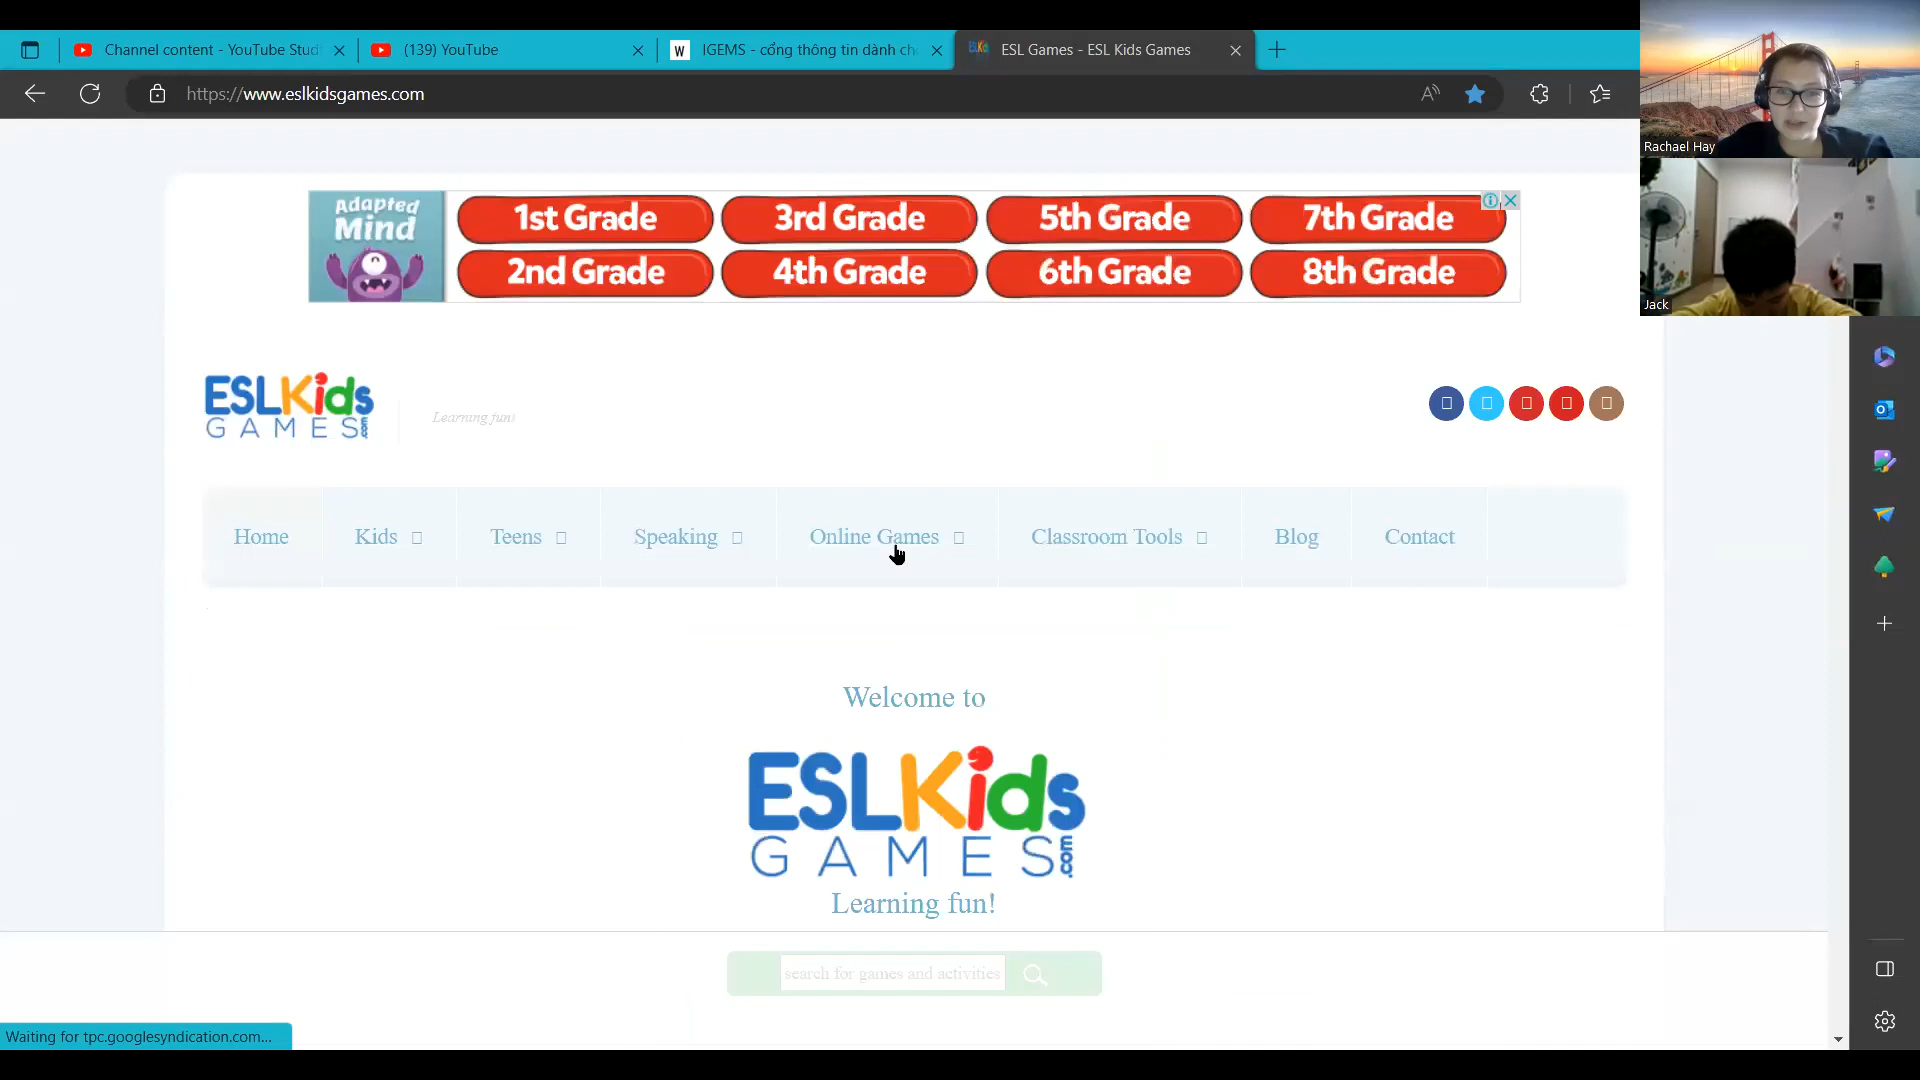 Channel content - YouTube Stud
(139) YouTube
IGEMS - cổng thông tin dành ch
ESL Games - ESL Kids Games
https://www.eslkidsgames.com
Rachael Hay
Jack
Adapted
Mind
1st Grade
3rd Grade
5th Grade
7th Grade
2nd Grade
4th Grade
6th Grade
8th Grade
ESLKids
GAMES.com
Learning fun!
Home
Kids
Teens
Speaking
Online Games
Classroom Tools
Blog
Contact
Welcome to
ESLKids
GAMES.com
Learning fun!
search for games and activities
Waiting for tpc.googlesyndication.com...